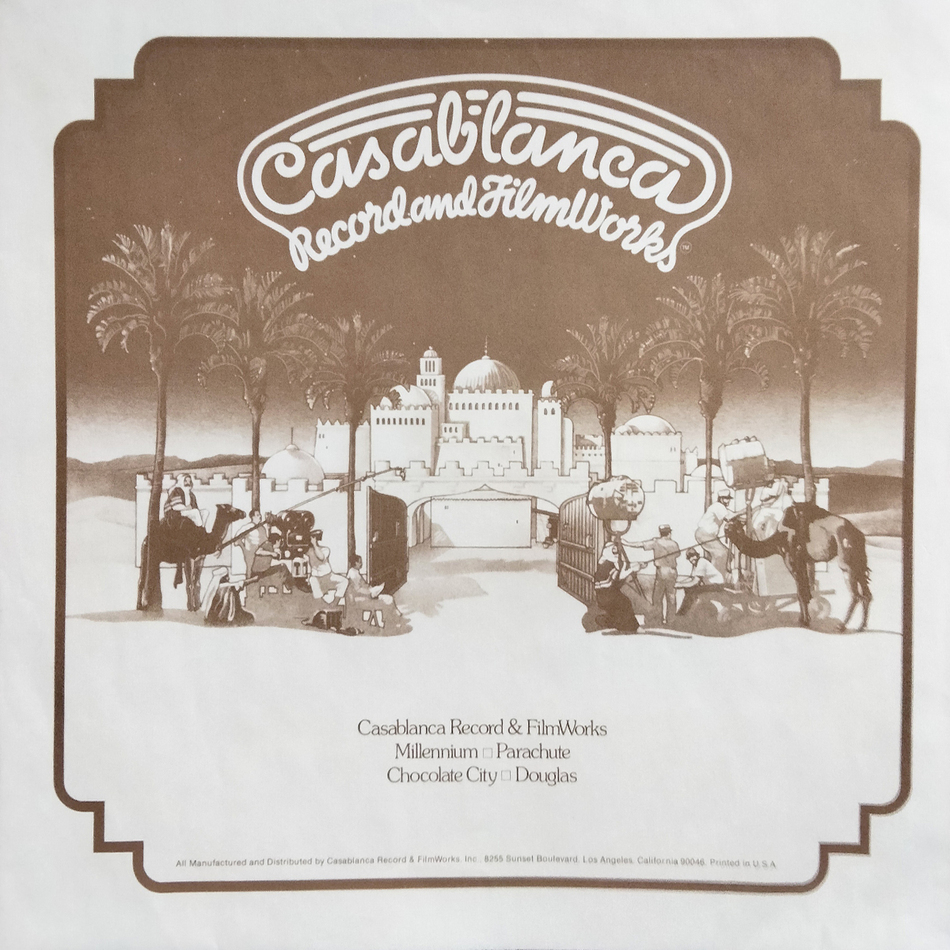 Casablanca
Record and FilmWorks ™
Casablanca Record & FilmWorks
Millennium □ Parachute
Chocolate City □ Douglas
All Manufactured and Distributed by Casablanca Record & FilmWorks, Inc., 8255 Sunset Boulevard, Los Angeles, California 90046. Printed in U.S.A.